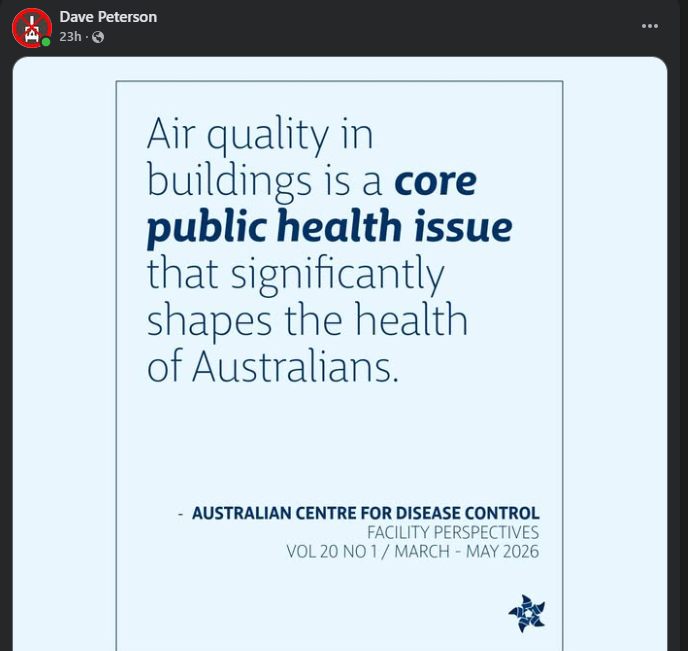 Dave Peterson
23h ·
Air quality in
buildings is a core
public health issue
that significantly
shapes the health
of Australians.
- AUSTRALIAN CENTRE FOR DISEASE CONTROL
FACILITY PERSPECTIVES
VOL 20 NO 1 / MARCH - MAY 2026